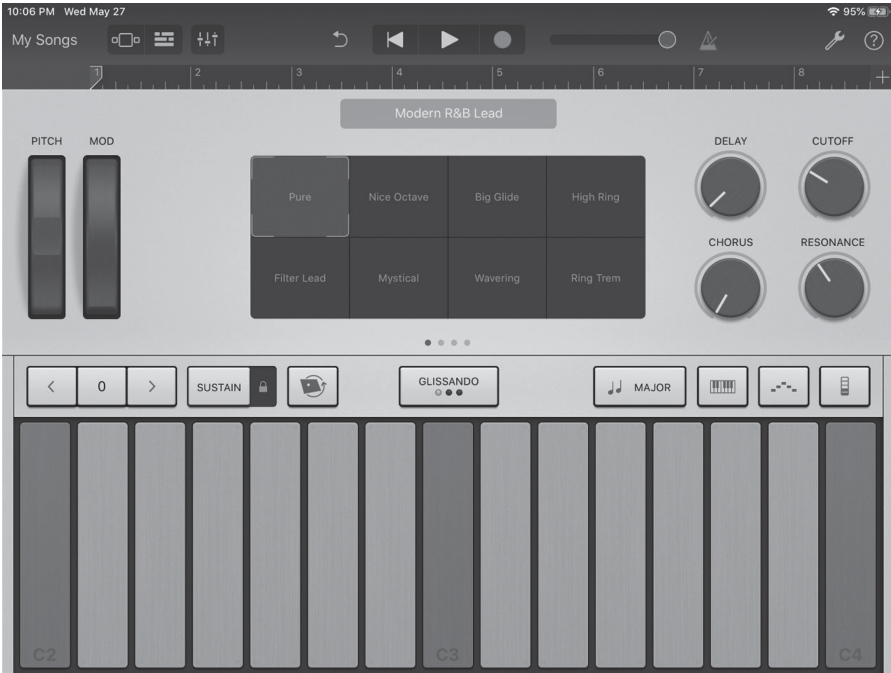 10:06 PM Wed May 27 95%
My Songs ?
1 2 3 4 5 6 7 8 +
Modern R&B Lead
PITCH MOD DELAY CUTOFF
Pure Nice Octave Big Glide High Ring
CHORUS RESONANCE
Filter Lead Mystical Wavering Ring Trem
< 0 > SUSTAIN GLISSANDO MAJOR
C2 C3 C4